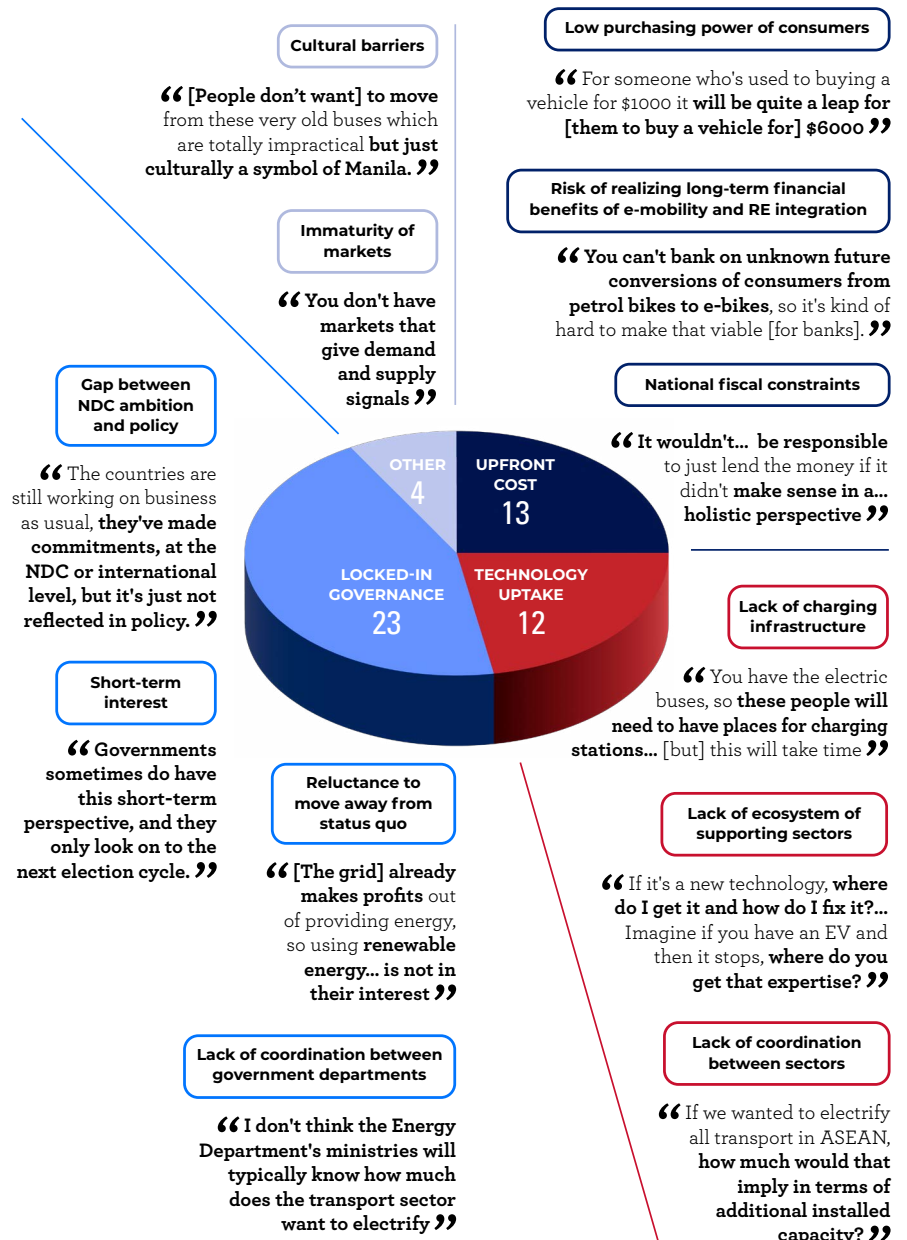 Cultural barriers
“ [People don’t want] to move
from these very old buses which
are totally impractical but just
culturally a symbol of Manila. ”
Immaturity of
markets
“ You don't have
markets that
give demand
and supply
signals ”
Low purchasing power of consumers
“ For someone who's used to buying a
vehicle for $1000 it will be quite a leap for
[them to buy a vehicle for] $6000 ”
Risk of realizing long-term financial
benefits of e-mobility and RE integration
“ You can't bank on unknown future
conversions of consumers from
petrol bikes to e-bikes, so it's kind of
hard to make that viable [for banks]. ”
National fiscal constraints
“ It wouldn't... be responsible
to just lend the money if it
didn't make sense in a...
holistic perspective ”
Gap between
NDC ambition
and policy
“ The countries are
still working on business
as usual, they've made
commitments, at the
NDC or international
level, but it's just not
reflected in policy. ”
OTHER
4
UPFRONT
COST
13
LOCKED-IN
GOVERNANCE
23
TECHNOLOGY
UPTAKE
12
Short-term
interest
“ Governments
sometimes do have
this short-term
perspective, and they
only look on to the
next election cycle. ”
Reluctance to
move away from
status quo
“ [The grid] already
makes profits out
of providing energy,
so using renewable
energy... is not in
their interest ”
Lack of coordination between
government departments
“ I don't think the Energy
Department's ministries will
typically know how much
does the transport sector
want to electrify ”
Lack of charging
infrastructure
“ You have the electric
buses, so these people will
need to have places for charging
stations... [but] this will take time ”
Lack of ecosystem of
supporting sectors
“ If it's a new technology, where
do I get it and how do I fix it?...
Imagine if you have an EV and
then it stops, where do you
get that expertise? ”
Lack of coordination
between sectors
“ If we wanted to electrify
all transport in ASEAN,
how much would that
imply in terms of
additional installed
capacity? ”